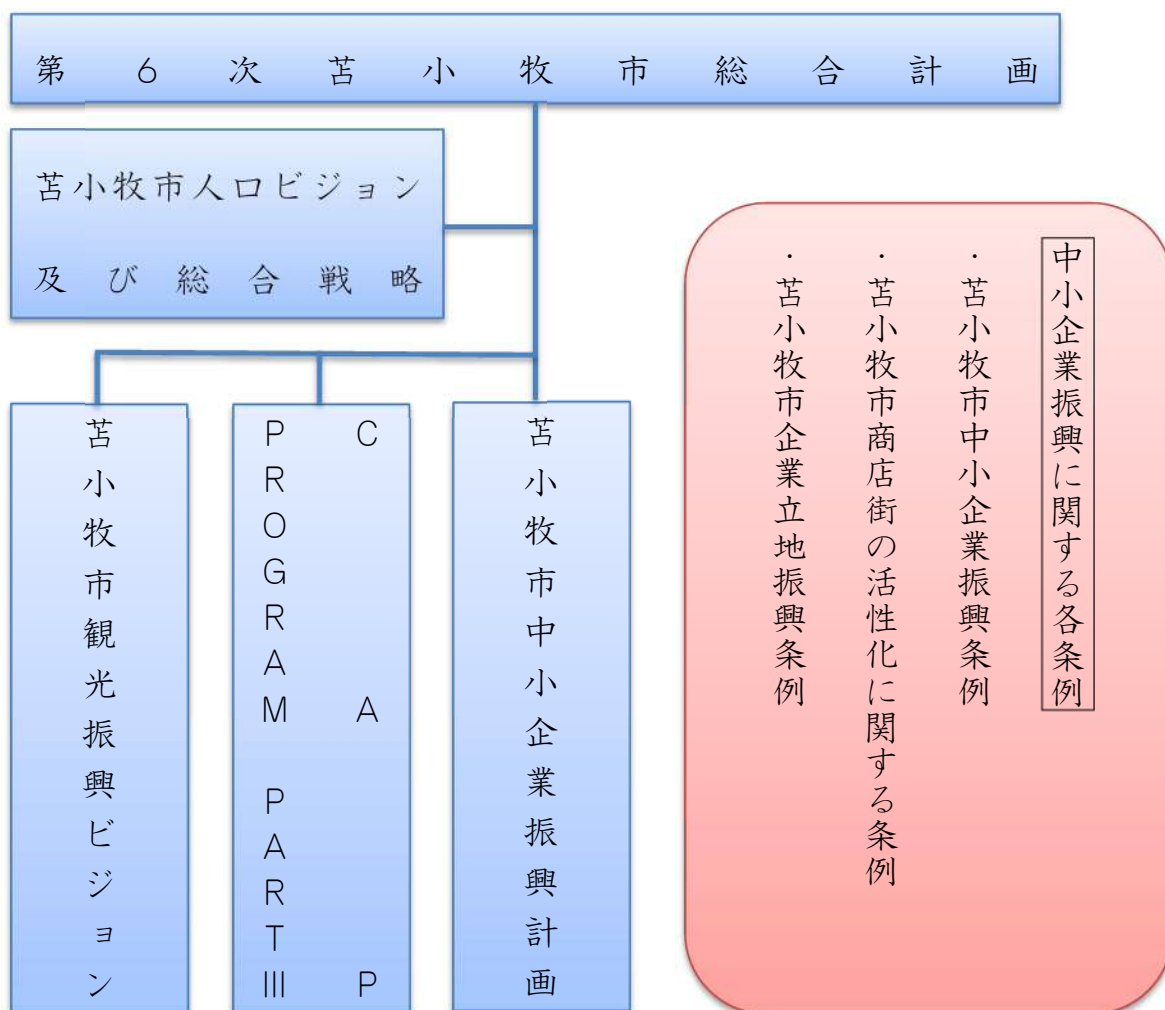 第6次苫小牧市総合計画
苫小牧市人口ビジョン
及び総合戦略
中小企業振興に関する各条例
・苫小牧市中小企業振興条例
・苫小牧市商店街の活性化に関する条例
・苫小牧市企業立地振興条例
苫小牧市中小企業振興計画
CAP
PROGRAM PARTⅢ
苫小牧市観光振興ビジョン